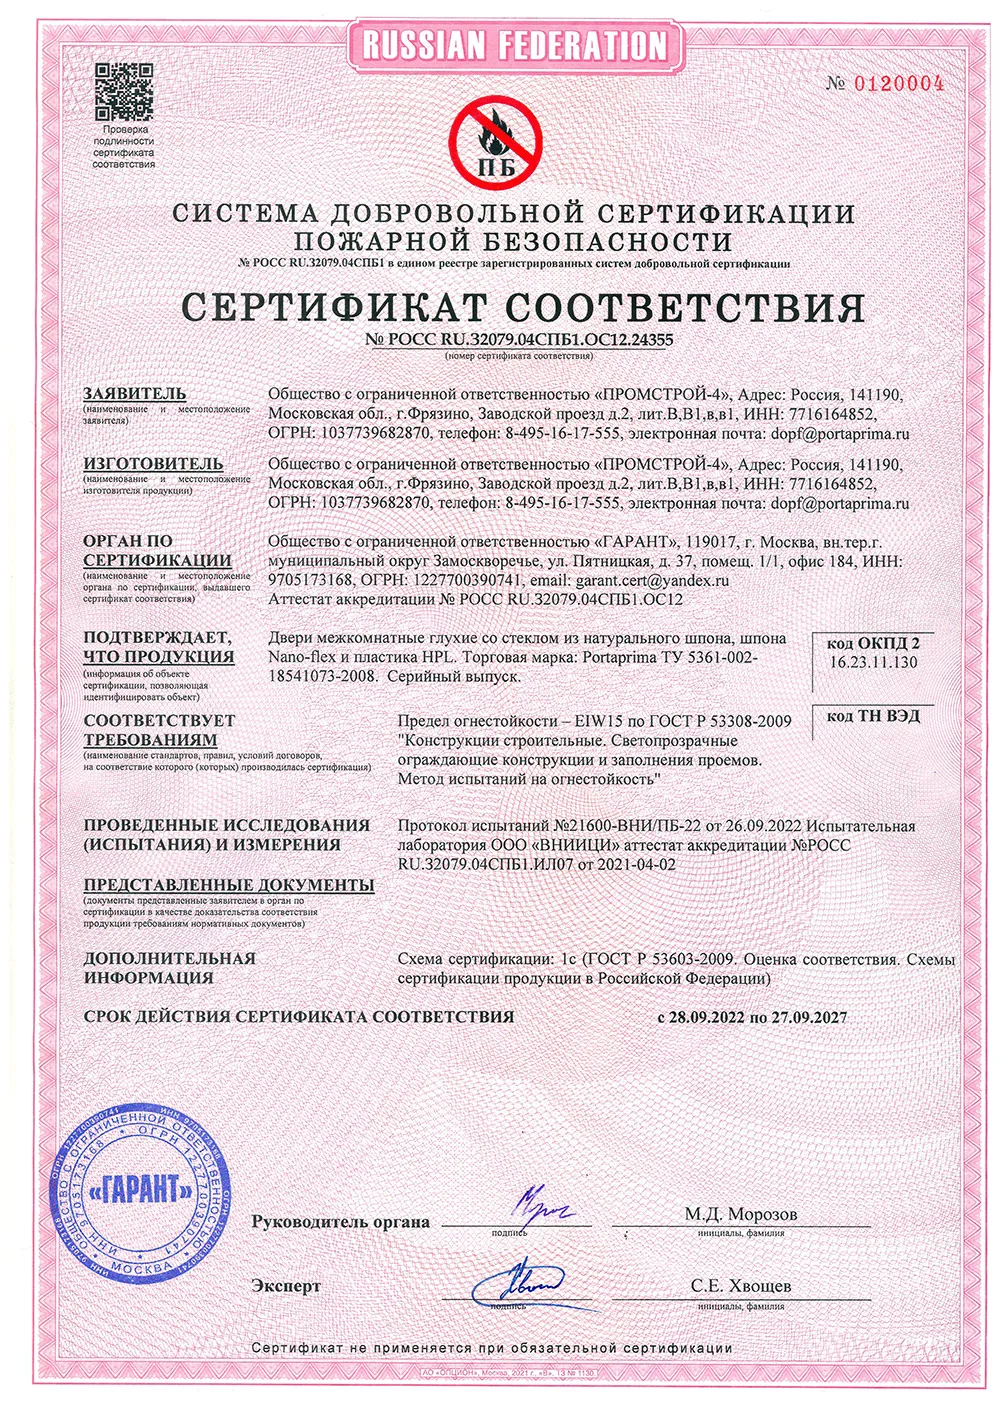 RUSSIAN FEDERATION
№ 0120004
Проверка
подлинности
сертификата
соответствия
ПБ
СИСТЕМА ДОБРОВОЛЬНОЙ СЕРТИФИКАЦИИ
ПОЖАРНОЙ БЕЗОПАСНОСТИ
№ РОСС RU.32079.04СПБ1 в едином реестре зарегистрированных систем добровольной сертификации
СЕРТИФИКАТ СООТВЕТСТВИЯ
№ РОСС RU.32079.04СПБ1.ОС12.24355
(номер сертификата соответствия)
ЗАЯВИТЕЛЬ
(наименование и местоположение
заявителя)
Общество с ограниченной ответственностью «ПРОМСТРОЙ-4», Адрес: Россия, 141190,
Московская обл., г.Фрязино, Заводской проезд д.2, лит.В,В1,в,в1, ИНН: 7716164852,
ОГРН: 1037739682870, телефон: 8-495-16-17-555, электронная почта: dopf@portaprima.ru
ИЗГОТОВИТЕЛЬ
(наименование и местоположение
изготовителя продукции)
Общество с ограниченной ответственностью «ПРОМСТРОЙ-4», Адрес: Россия, 141190,
Московская обл., г.Фрязино, Заводской проезд д.2, лит.В,В1,в,в1, ИНН: 7716164852,
ОГРН: 1037739682870, телефон: 8-495-16-17-555, электронная почта: dopf@portaprima.ru
ОРГАН ПО
СЕРТИФИКАЦИИ
(наименование и местоположение
органа по сертификации, выдавшего
сертификат соответствия)
Общество с ограниченной ответственностью «ГАРАНТ», 119017, г. Москва, вн.тер.г.
муниципальный округ Замоскворечье, ул. Пятницкая, д. 37, помещ. 1/1, офис 184, ИНН:
9705173168, ОГРН: 1227700390741, email: garant.cert@yandex.ru
Аттестат аккредитации № РОСС RU.32079.04СПБ1.ОС12
ПОДТВЕРЖДАЕТ,
ЧТО ПРОДУКЦИЯ
(информация об объекте
сертификации, позволяющая
идентифицировать объект)
Двери межкомнатные глухие со стеклом из натурального шпона, шпона
Nano-flex и пластика HPL. Торговая марка: Portaprima ТУ 5361-002-
18541073-2008. Серийный выпуск.
код ОКПД 2
16.23.11.130
СООТВЕТСТВУЕТ
ТРЕБОВАНИЯМ
(наименование стандартов, правил, условий договоров,
на соответствие которого (которых) производилась сертификация)
Предел огнестойкости – EIW15 по ГОСТ Р 53308-2009
"Конструкции строительные. Светопрозрачные
ограждающие конструкции и заполнения проемов.
Метод испытаний на огнестойкость"
код ТН ВЭД
ПРОВЕДЕННЫЕ ИССЛЕДОВАНИЯ
(ИСПЫТАНИЯ) И ИЗМЕРЕНИЯ
Протокол испытаний №21600-ВНИ/ПБ-22 от 26.09.2022 Испытательная
лаборатория ООО «ВНИИЦИ» аттестат аккредитации №РОСС
RU.32079.04СПБ1.ИЛ07 от 2021-04-02
ПРЕДСТАВЛЕННЫЕ ДОКУМЕНТЫ
(документы представленные заявителем в орган по
сертификации в качестве доказательства соответствия
продукции требованиям нормативных документов)
ДОПОЛНИТЕЛЬНАЯ
ИНФОРМАЦИЯ
Схема сертификации: 1с (ГОСТ Р 53603-2009. Оценка соответствия. Схемы
сертификации продукции в Российской Федерации)
СРОК ДЕЙСТВИЯ СЕРТИФИКАТА СООТВЕТСТВИЯ
с 28.09.2022 по 27.09.2027
ОГРН 1227700390741 ИНН 9705173168 ОГРН 1227700390741 ИНН 9705173168
ОБЩЕСТВО С ОГРАНИЧЕННОЙ ОТВЕТСТВЕННОСТЬЮ
* МОСКВА *
ИНН 9705173168 * ОГРН 1227700390741 *
«ГАРАНТ»
Руководитель органа
подпись
М.Д. Морозов
инициалы, фамилия
Эксперт
подпись
С.Е. Хвощев
инициалы, фамилия
Сертификат не применяется при обязательной сертификации
АО «ОПЦИОН», Москва, 2021 г., «В». ТЗ № 1130